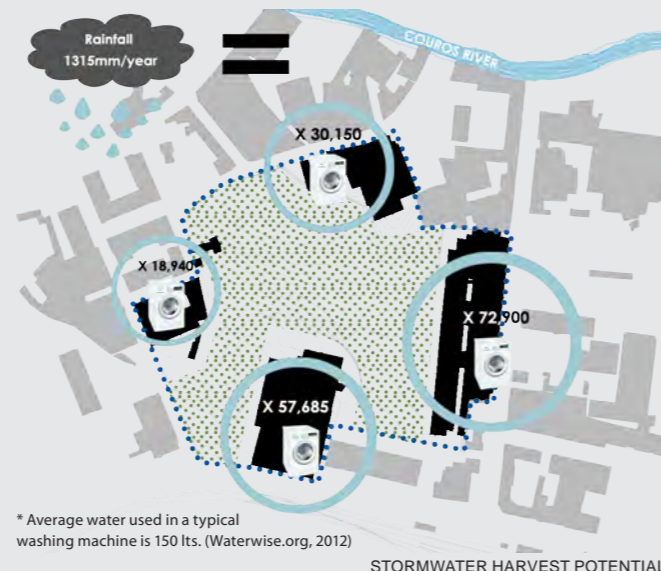 Rainfall
1315mm/year
COUROS RIVER
X 30,150
X 18,940
X 72,900
X 57,685
* Average water used in a typical
washing machine is 150 lts. (Waterwise.org, 2012)
STORMWATER HARVEST POTENTIAL